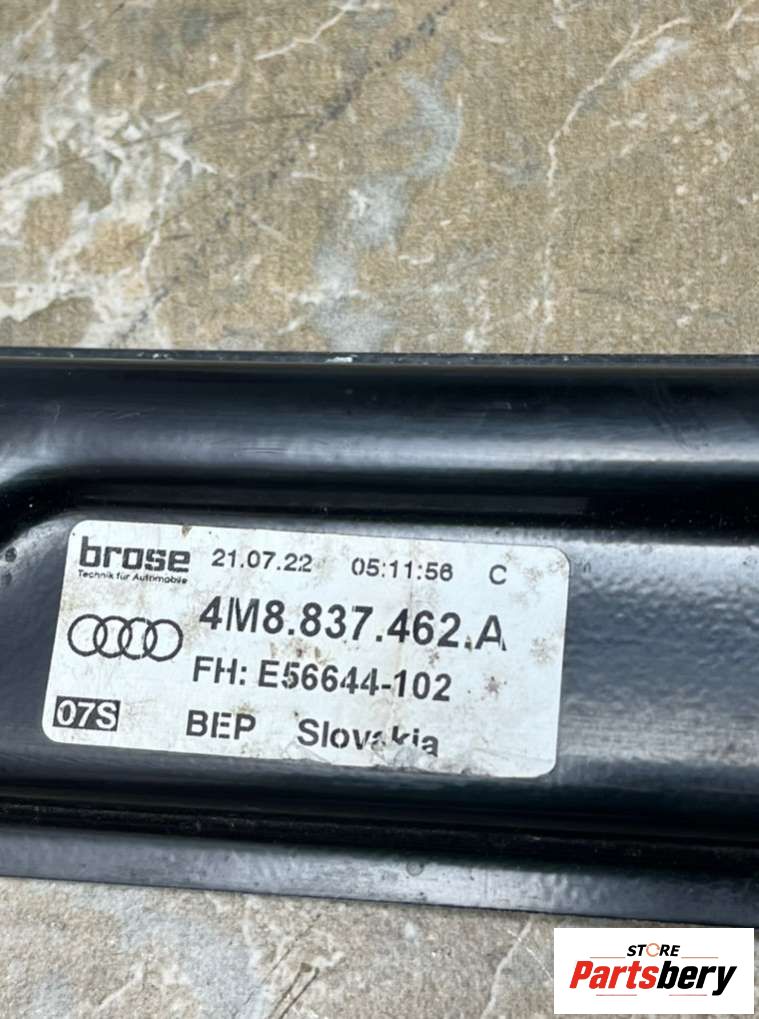 brose 21.07.22 05:11:56 C
Technik für Automobile
4M8.837.462.A
FH: E56644-102
07S BEP Slovakia
STORE
Partsbery